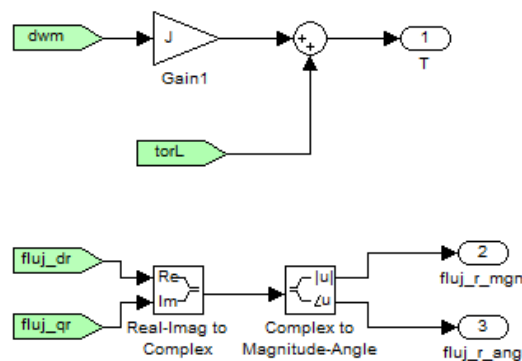 dwm
J
Gain1
+
+
1
T
torL
fluj_dr
fluj_qr
Re
Im
Real-Imag to
Complex
|u|
∠u
Complex to
Magnitude-Angle
2
fluj_r_mgn
3
fluj_r_ang